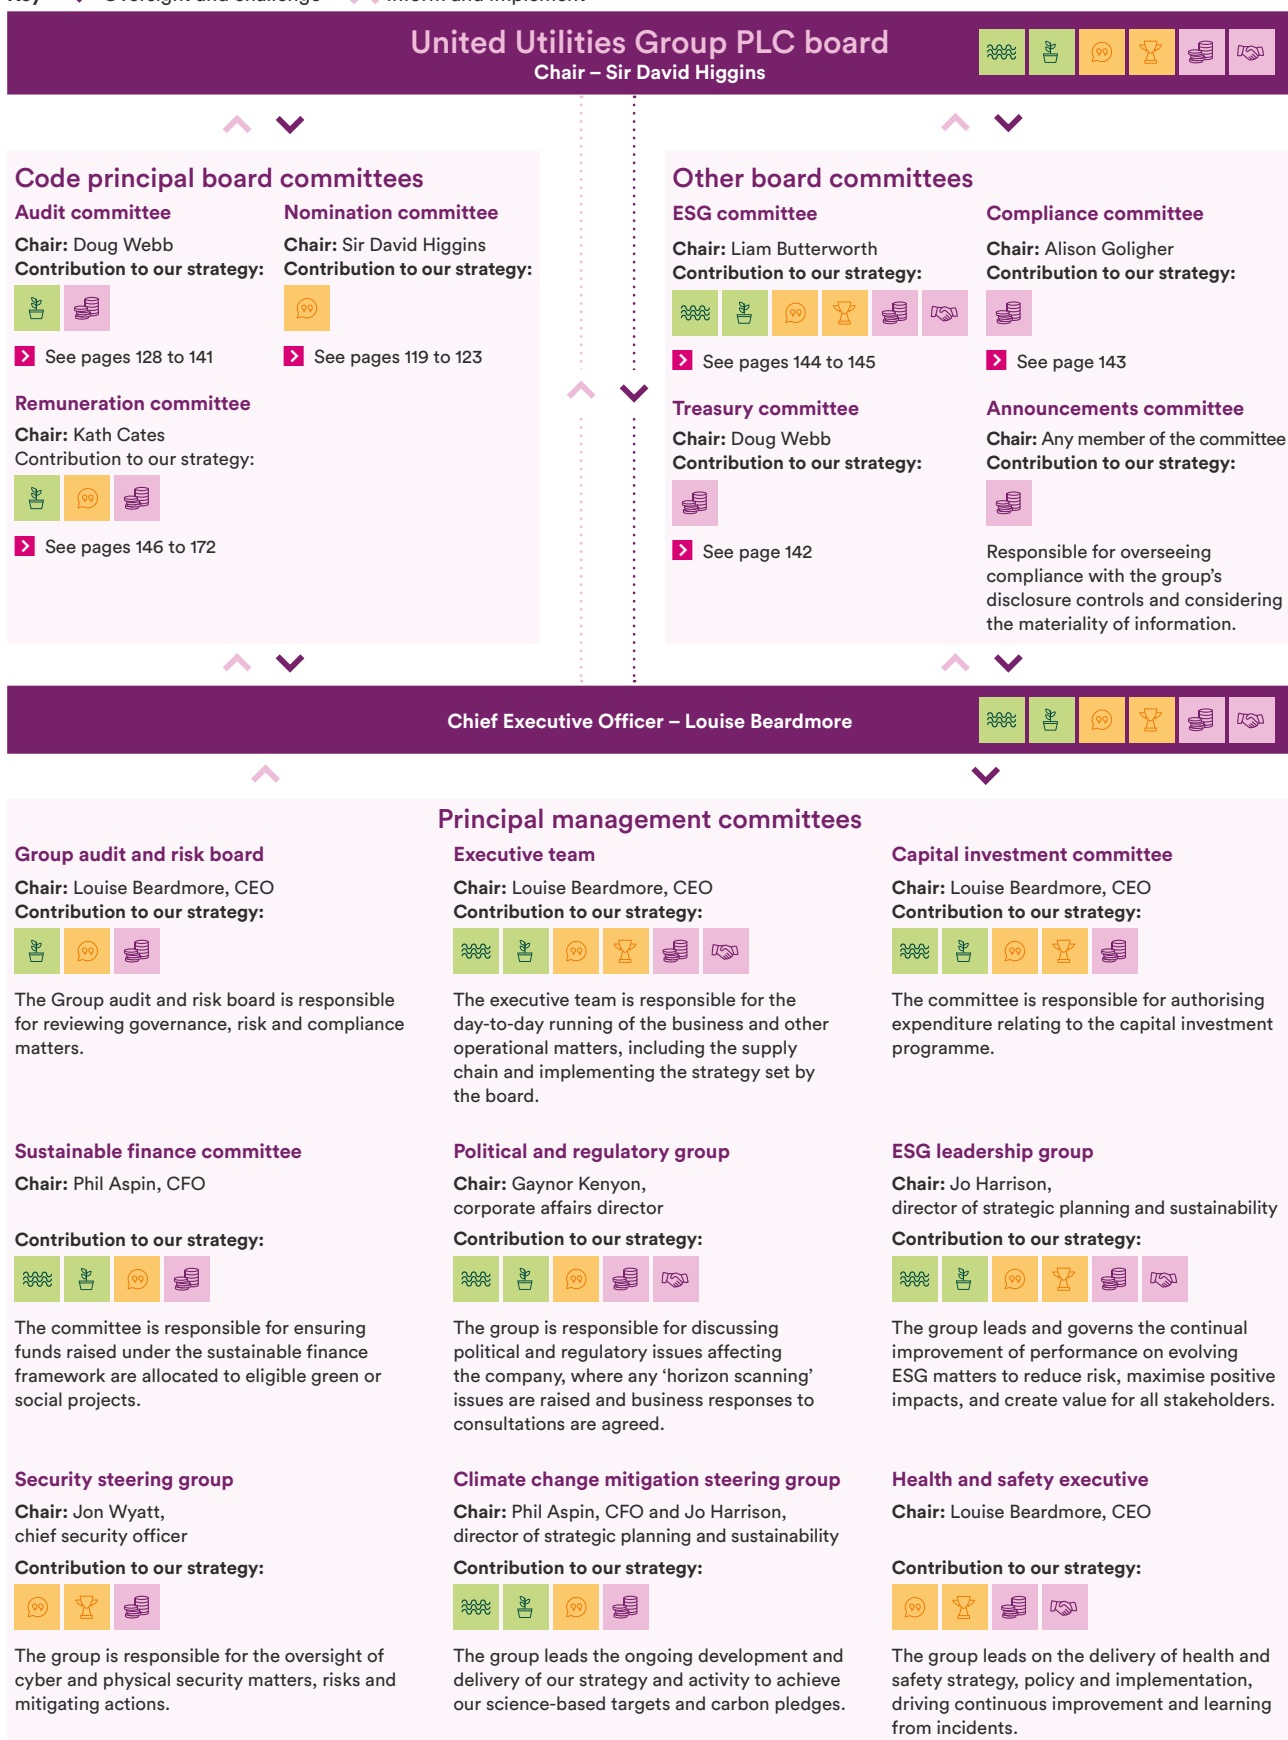 Key Oversight and challenge Inform and implement
United Utilities Group PLC board
Chair – Sir David Higgins
Code principal board committees
Audit committee
Chair: Doug Webb
Contribution to our strategy:
See pages 128 to 141
Nomination committee
Chair: Sir David Higgins
Contribution to our strategy:
See pages 119 to 123
Remuneration committee
Chair: Kath Cates
Contribution to our strategy:
See pages 146 to 172
Other board committees
ESG committee
Chair: Liam Butterworth
Contribution to our strategy:
See pages 144 to 145
Compliance committee
Chair: Alison Goligher
Contribution to our strategy:
See page 143
Treasury committee
Chair: Doug Webb
Contribution to our strategy:
See page 142
Announcements committee
Chair: Any member of the committee
Contribution to our strategy:
Responsible for overseeing
compliance with the group’s
disclosure controls and considering
the materiality of information.
Chief Executive Officer – Louise Beardmore
Principal management committees
Group audit and risk board
Chair: Louise Beardmore, CEO
Contribution to our strategy:
The Group audit and risk board is responsible
for reviewing governance, risk and compliance
matters.
Executive team
Chair: Louise Beardmore, CEO
Contribution to our strategy:
The executive team is responsible for the
day-to-day running of the business and other
operational matters, including the supply
chain and implementing the strategy set by
the board.
Capital investment committee
Chair: Louise Beardmore, CEO
Contribution to our strategy:
The committee is responsible for authorising
expenditure relating to the capital investment
programme.
Sustainable finance committee
Chair: Phil Aspin, CFO
Contribution to our strategy:
The committee is responsible for ensuring
funds raised under the sustainable finance
framework are allocated to eligible green or
social projects.
Political and regulatory group
Chair: Gaynor Kenyon,
corporate affairs director
Contribution to our strategy:
The group is responsible for discussing
political and regulatory issues affecting
the company, where any ‘horizon scanning’
issues are raised and business responses to
consultations are agreed.
ESG leadership group
Chair: Jo Harrison,
director of strategic planning and sustainability
Contribution to our strategy:
The group leads and governs the continual
improvement of performance on evolving
ESG matters to reduce risk, maximise positive
impacts, and create value for all stakeholders.
Security steering group
Chair: Jon Wyatt,
chief security officer
Contribution to our strategy:
The group is responsible for the oversight of
cyber and physical security matters, risks and
mitigating actions.
Climate change mitigation steering group
Chair: Phil Aspin, CFO and Jo Harrison,
director of strategic planning and sustainability
Contribution to our strategy:
The group leads the ongoing development and
delivery of our strategy and activity to achieve
our science-based targets and carbon pledges.
Health and safety executive
Chair: Louise Beardmore, CEO
Contribution to our strategy:
The group leads on the delivery of health and
safety strategy, policy and implementation,
driving continuous improvement and learning
from incidents.